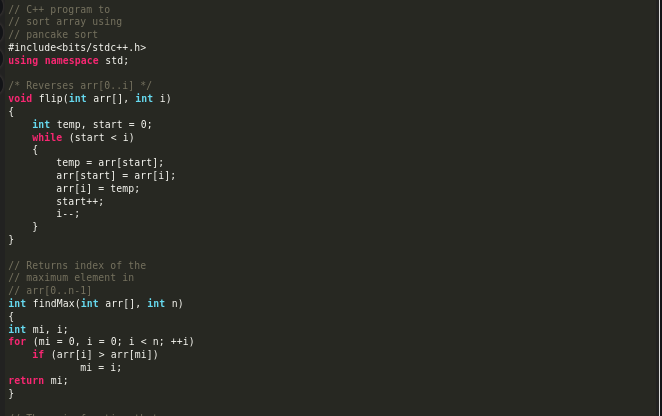 // C++ program to
// sort array using
// pancake sort
#include<bits/stdc++.h>
using namespace std;

/* Reverses arr[0..i] */
void flip(int arr[], int i)
{
    int temp, start = 0;
    while (start < i)
    {
        temp = arr[start];
        arr[start] = arr[i];
        arr[i] = temp;
        start++;
        i--;
    }
}

// Returns index of the
// maximum element in
// arr[0..n-1]
int findMax(int arr[], int n)
{
int mi, i;
for (mi = 0, i = 0; i < n; ++i)
    if (arr[i] > arr[mi])
            mi = i;
return mi;
}